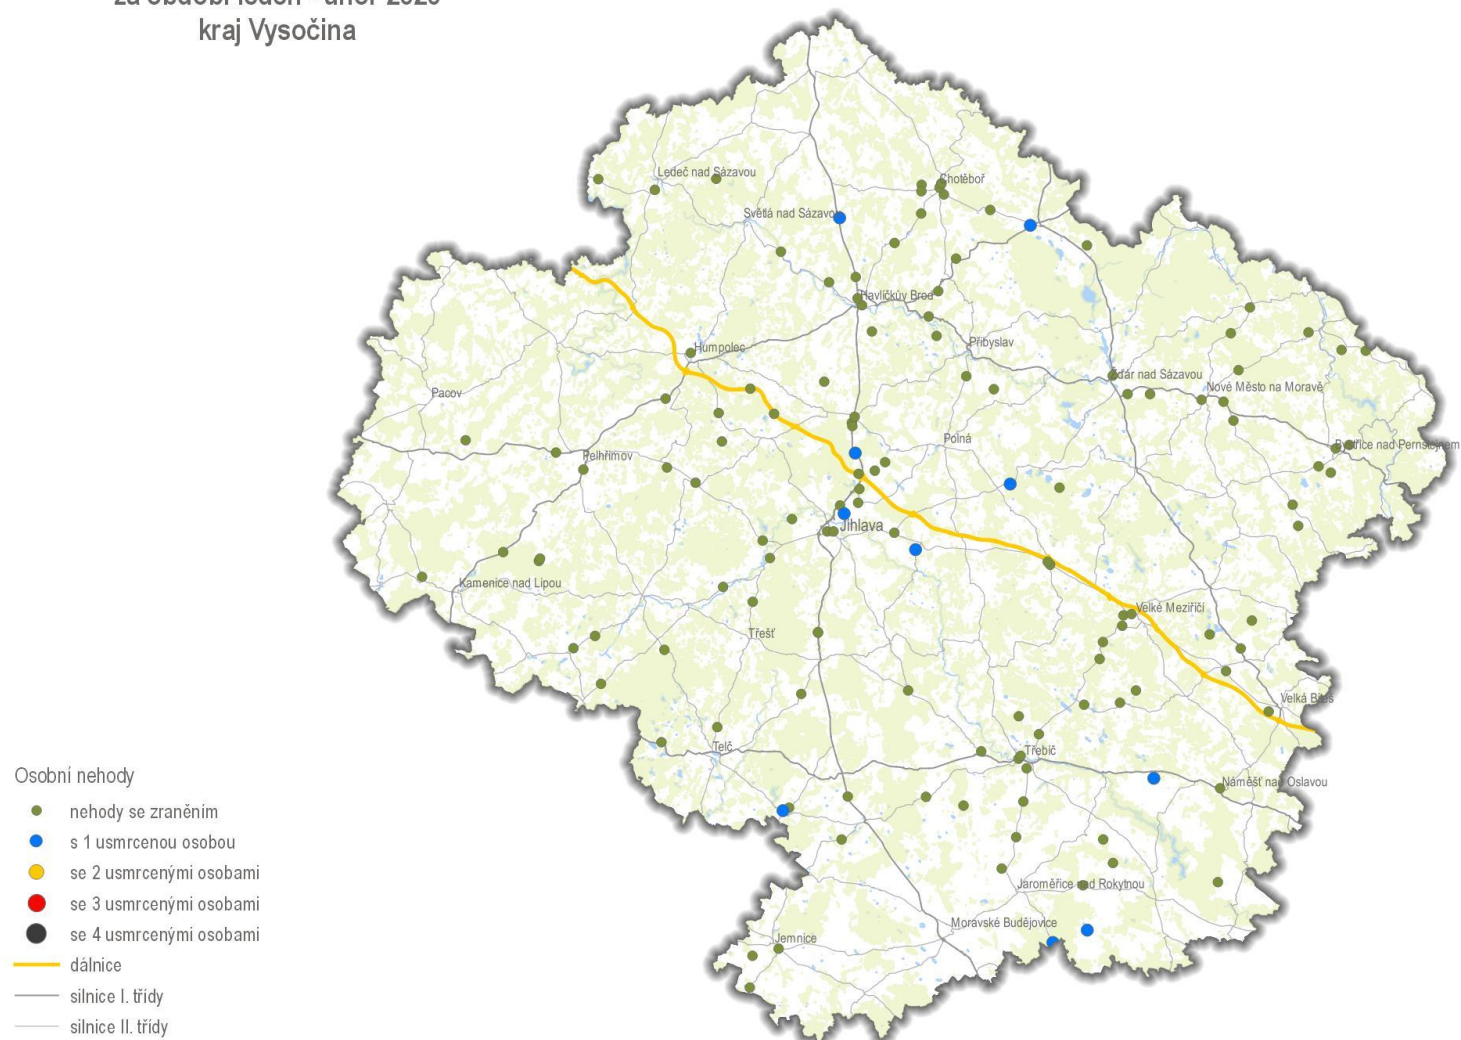 kraj Vysočina
Ledeč nad Sázavou
Chotěboř
Světlá nad Sázavou
Havlíčkův Brod
Přibyslav
Humpolec
Žďár nad Sázavou
Nové Město na Moravě
Pacov
Polná
Bystřice nad Pernštejnem
Pelhřimov
Jihlava
Kamenice nad Lipou
Velké Meziříčí
Třešť
Velká Bíteš
Telč
Třebíč
Náměšť nad Oslavou
Jaroměřice nad Rokytnou
Moravské Budějovice
Jemnice
Osobní nehody
nehody se zraněním
s 1 usmrcenou osobou
se 2 usmrcenými osobami
se 3 usmrcenými osobami
se 4 usmrcenými osobami
dálnice
silnice I. třídy
silnice II. třídy